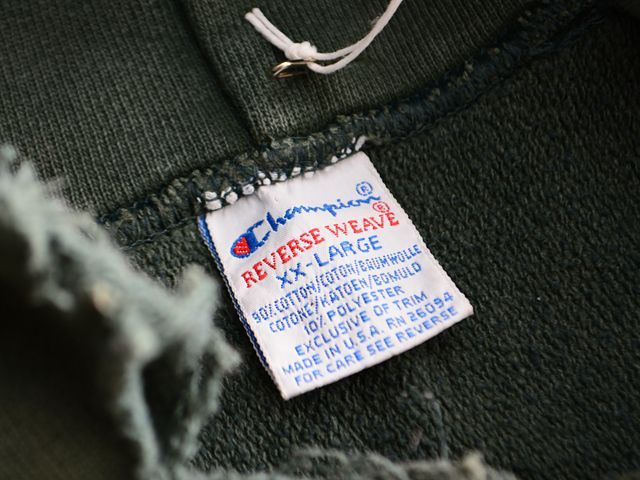 Champion®
REVERSE WEAVE®
XX-LARGE
90% COTTON/COTON/BAUMWOLLE
COTONE/KATOEN/BOMULD
10% POLYESTER
EXCLUSIVE OF TRIM
MADE IN U.S.A. RN 26094
FOR CARE SEE REVERSE